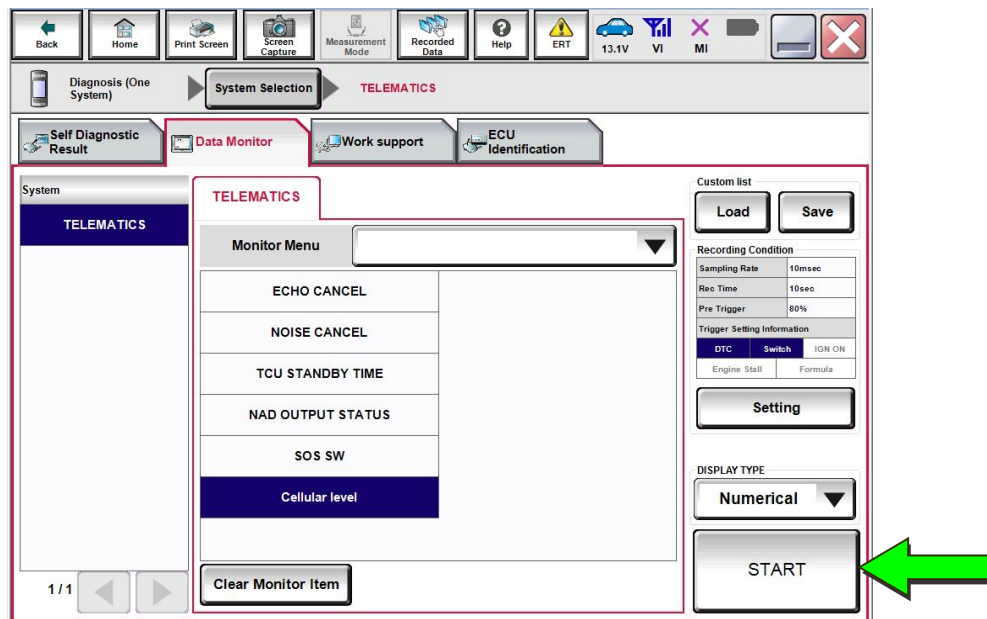 Back
Home
Print Screen
Screen
Capture
Measurement
Mode
Recorded
Data
Help
ERT
13.1V
VI
MI
Diagnosis (One
System)
System Selection
TELEMATICS
Self Diagnostic
Result
Data Monitor
Work support
ECU
Identification
System
TELEMATICS
1/1
TELEMATICS
Monitor Menu
ECHO CANCEL
NOISE CANCEL
TCU STANDBY TIME
NAD OUTPUT STATUS
SOS SW
Cellular level
Clear Monitor Item
Custom list
Load
Save
Recording Condition
Sampling Rate 10msec
Rec Time 10sec
Pre Trigger 80%
Trigger Setting Information
DTC Switch IGN ON
Engine Stall Formula
Setting
DISPLAY TYPE
Numerical
START